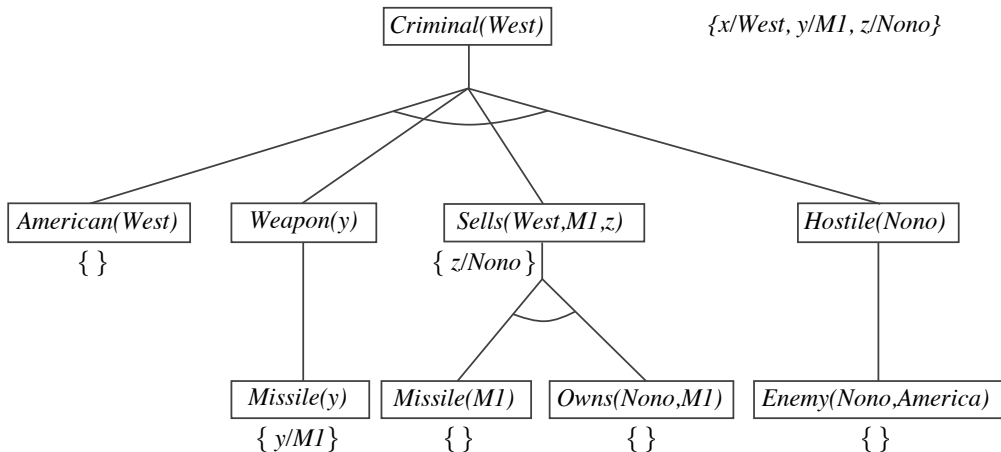 Criminal(West)
{x/West, y/M1, z/Nono}
American(West)
Weapon(y)
Sells(West,M1,z)
Hostile(Nono)
{ }
{ z/Nono }
Missile(y)
Missile(M1)
Owns(Nono,M1)
Enemy(Nono,America)
{ y/M1 }
{ }
{ }
{ }